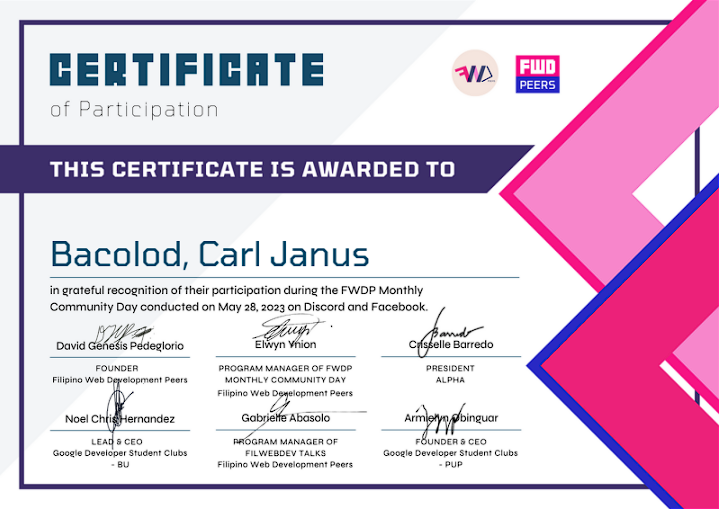 CERTIFICATE
of Participation
FWD
FWD
PEERS
THIS CERTIFICATE IS AWARDED TO
Bacolod, Carl Janus
in grateful recognition of their participation during the FWDP Monthly
Community Day conducted on May 28, 2023 on Discord and Facebook.
David Genesis Pedeglorio
FOUNDER
Filipino Web Development Peers
Elwyn Ynion
PROGRAM MANAGER OF FWDP
MONTHLY COMMUNITY DAY
Filipino Web Development Peers
Crisselle Barredo
PRESIDENT
ALPHA
Noel Chris Hernandez
LEAD & CEO
Google Developer Student Clubs
- BU
Gabrielle Abasolo
PROGRAM MANAGER OF
FILWEBDEV TALKS
Filipino Web Development Peers
Armielyn Obinguar
FOUNDER & CEO
Google Developer Student Clubs
- PUP